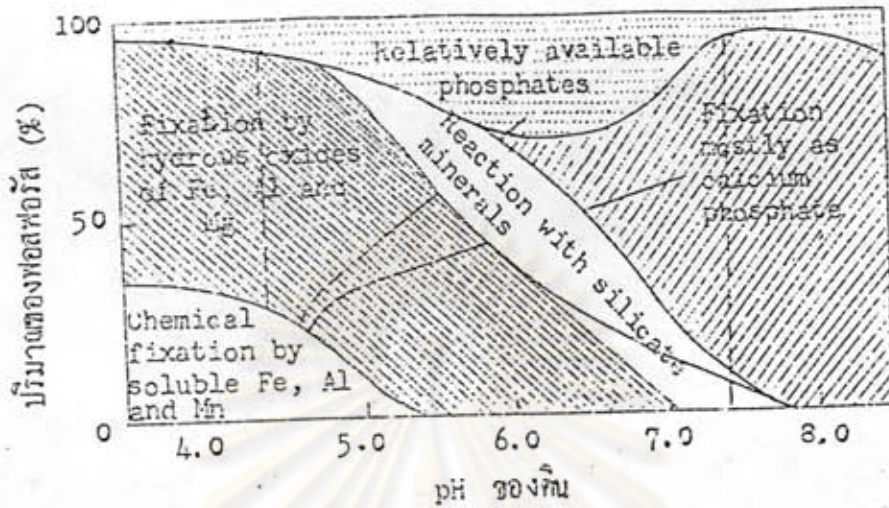 100
50
0
ปริมาณของฟอสฟอรัส (%)
Relatively available
phosphates
Fixation by
hydrous oxides
of Fe, Al and
Reaction with silicate
minerals
Fixation
mostly as
calcium
phosphate
Chemical
fixation by
soluble Fe, Al
and Mn
4.0 5.0 6.0 7.0 8.0
pH ของดิน